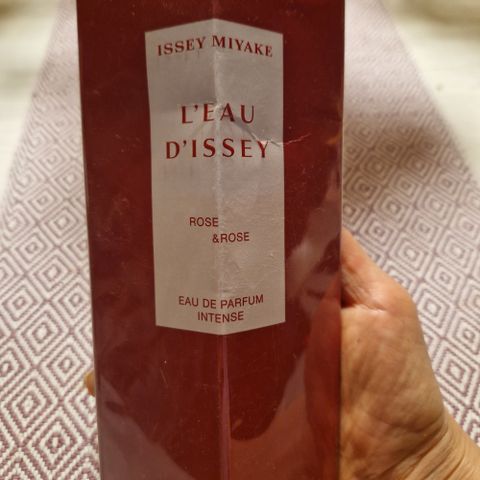 ISSEY MIYAKE
L'EAU
D'ISSEY
ROSE
&ROSE
EAU DE PARFUM
INTENSE